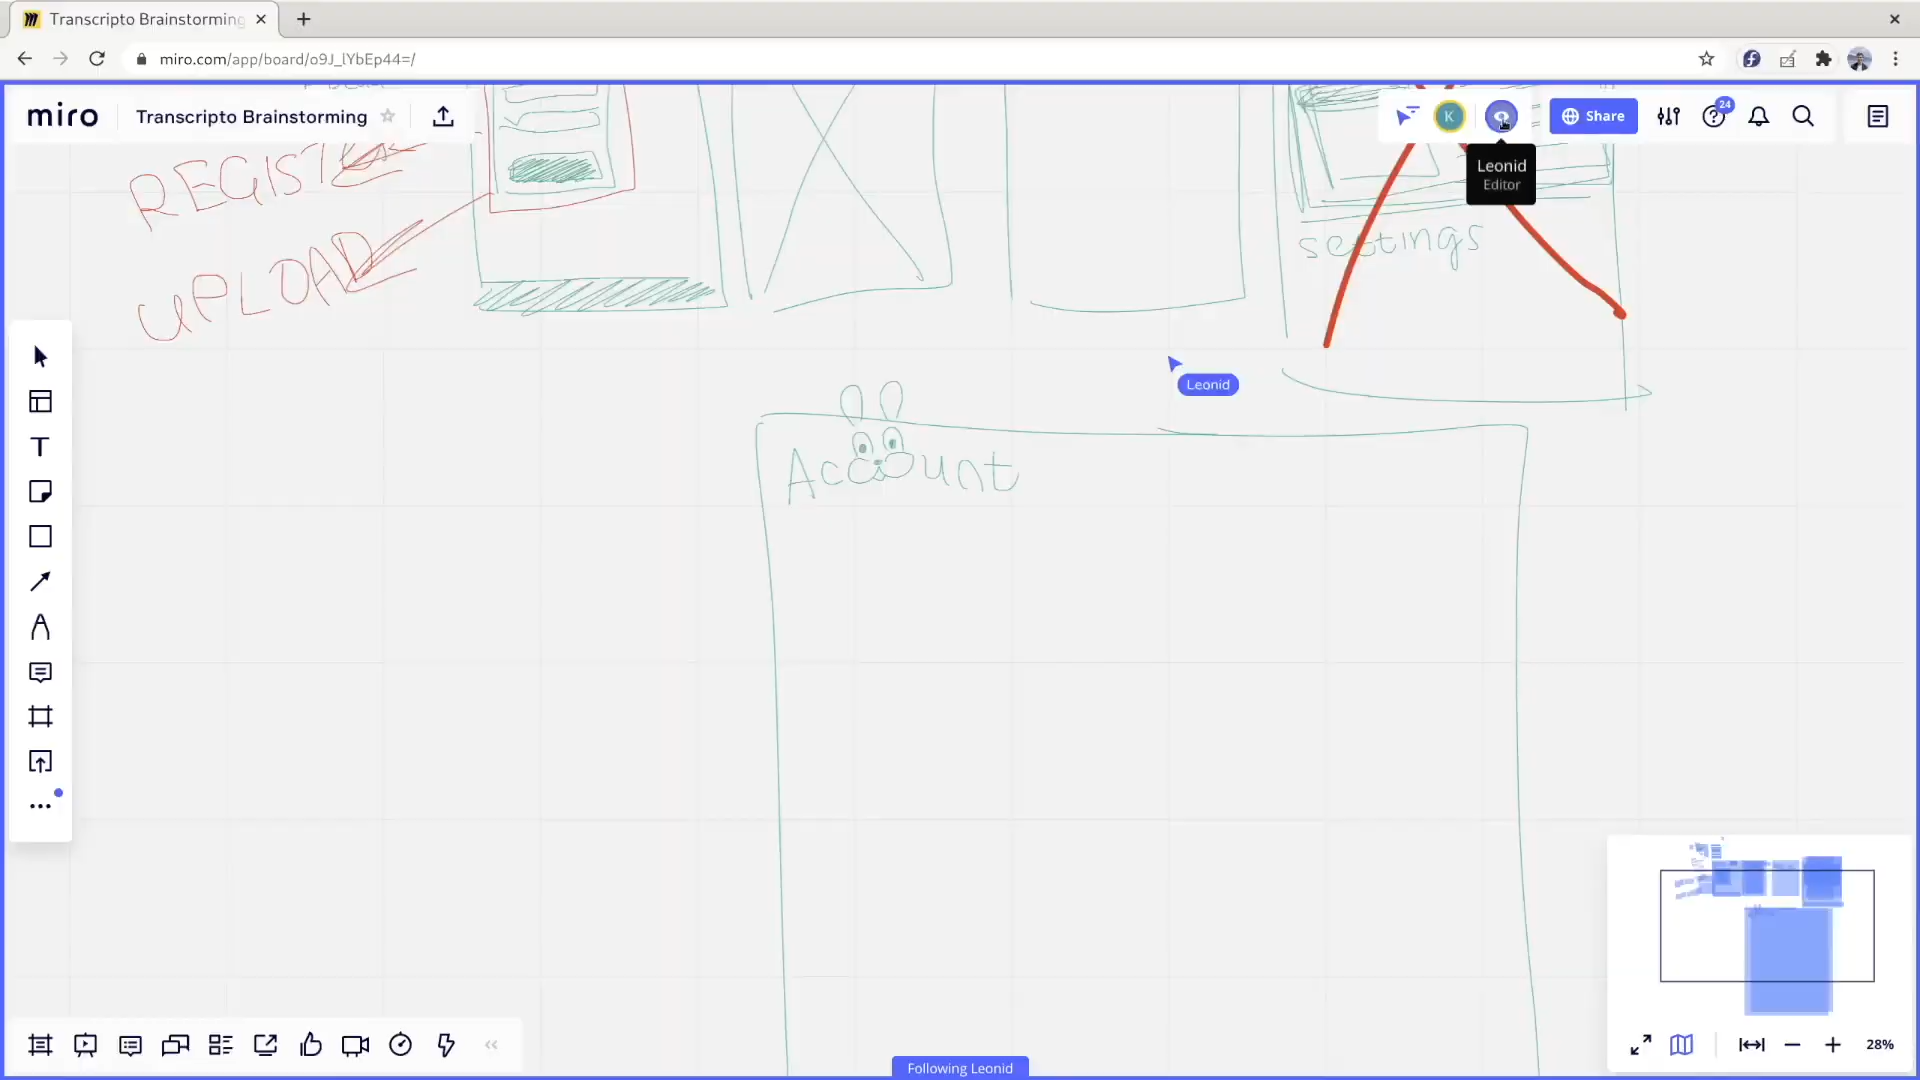 Transcripto Brainstorming
miro.com/app/board/o9J_lYbEp44=/
miro
Transcripto Brainstorming
K
Share
24
Leonid
Editor
REGIST
UPLOAD
settings
Leonid
Account
T
28%
Following Leonid